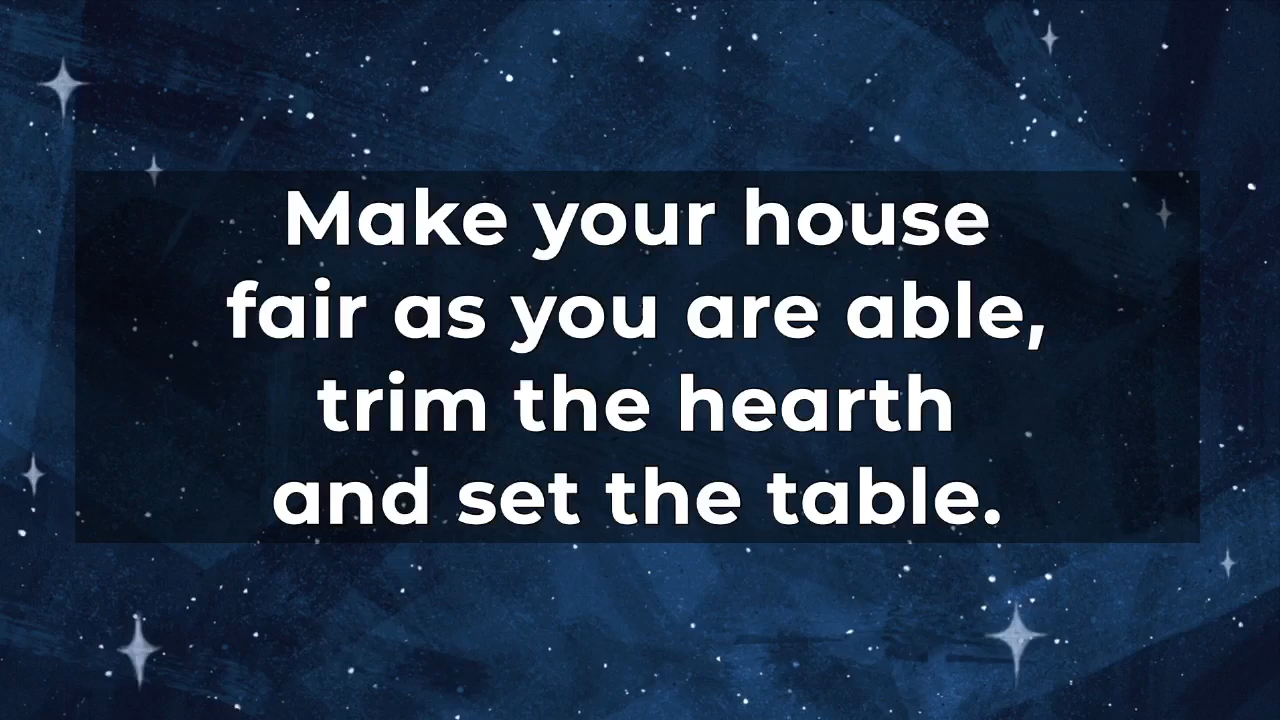 Make your house
fair as you are able,
trim the hearth
and set the table.